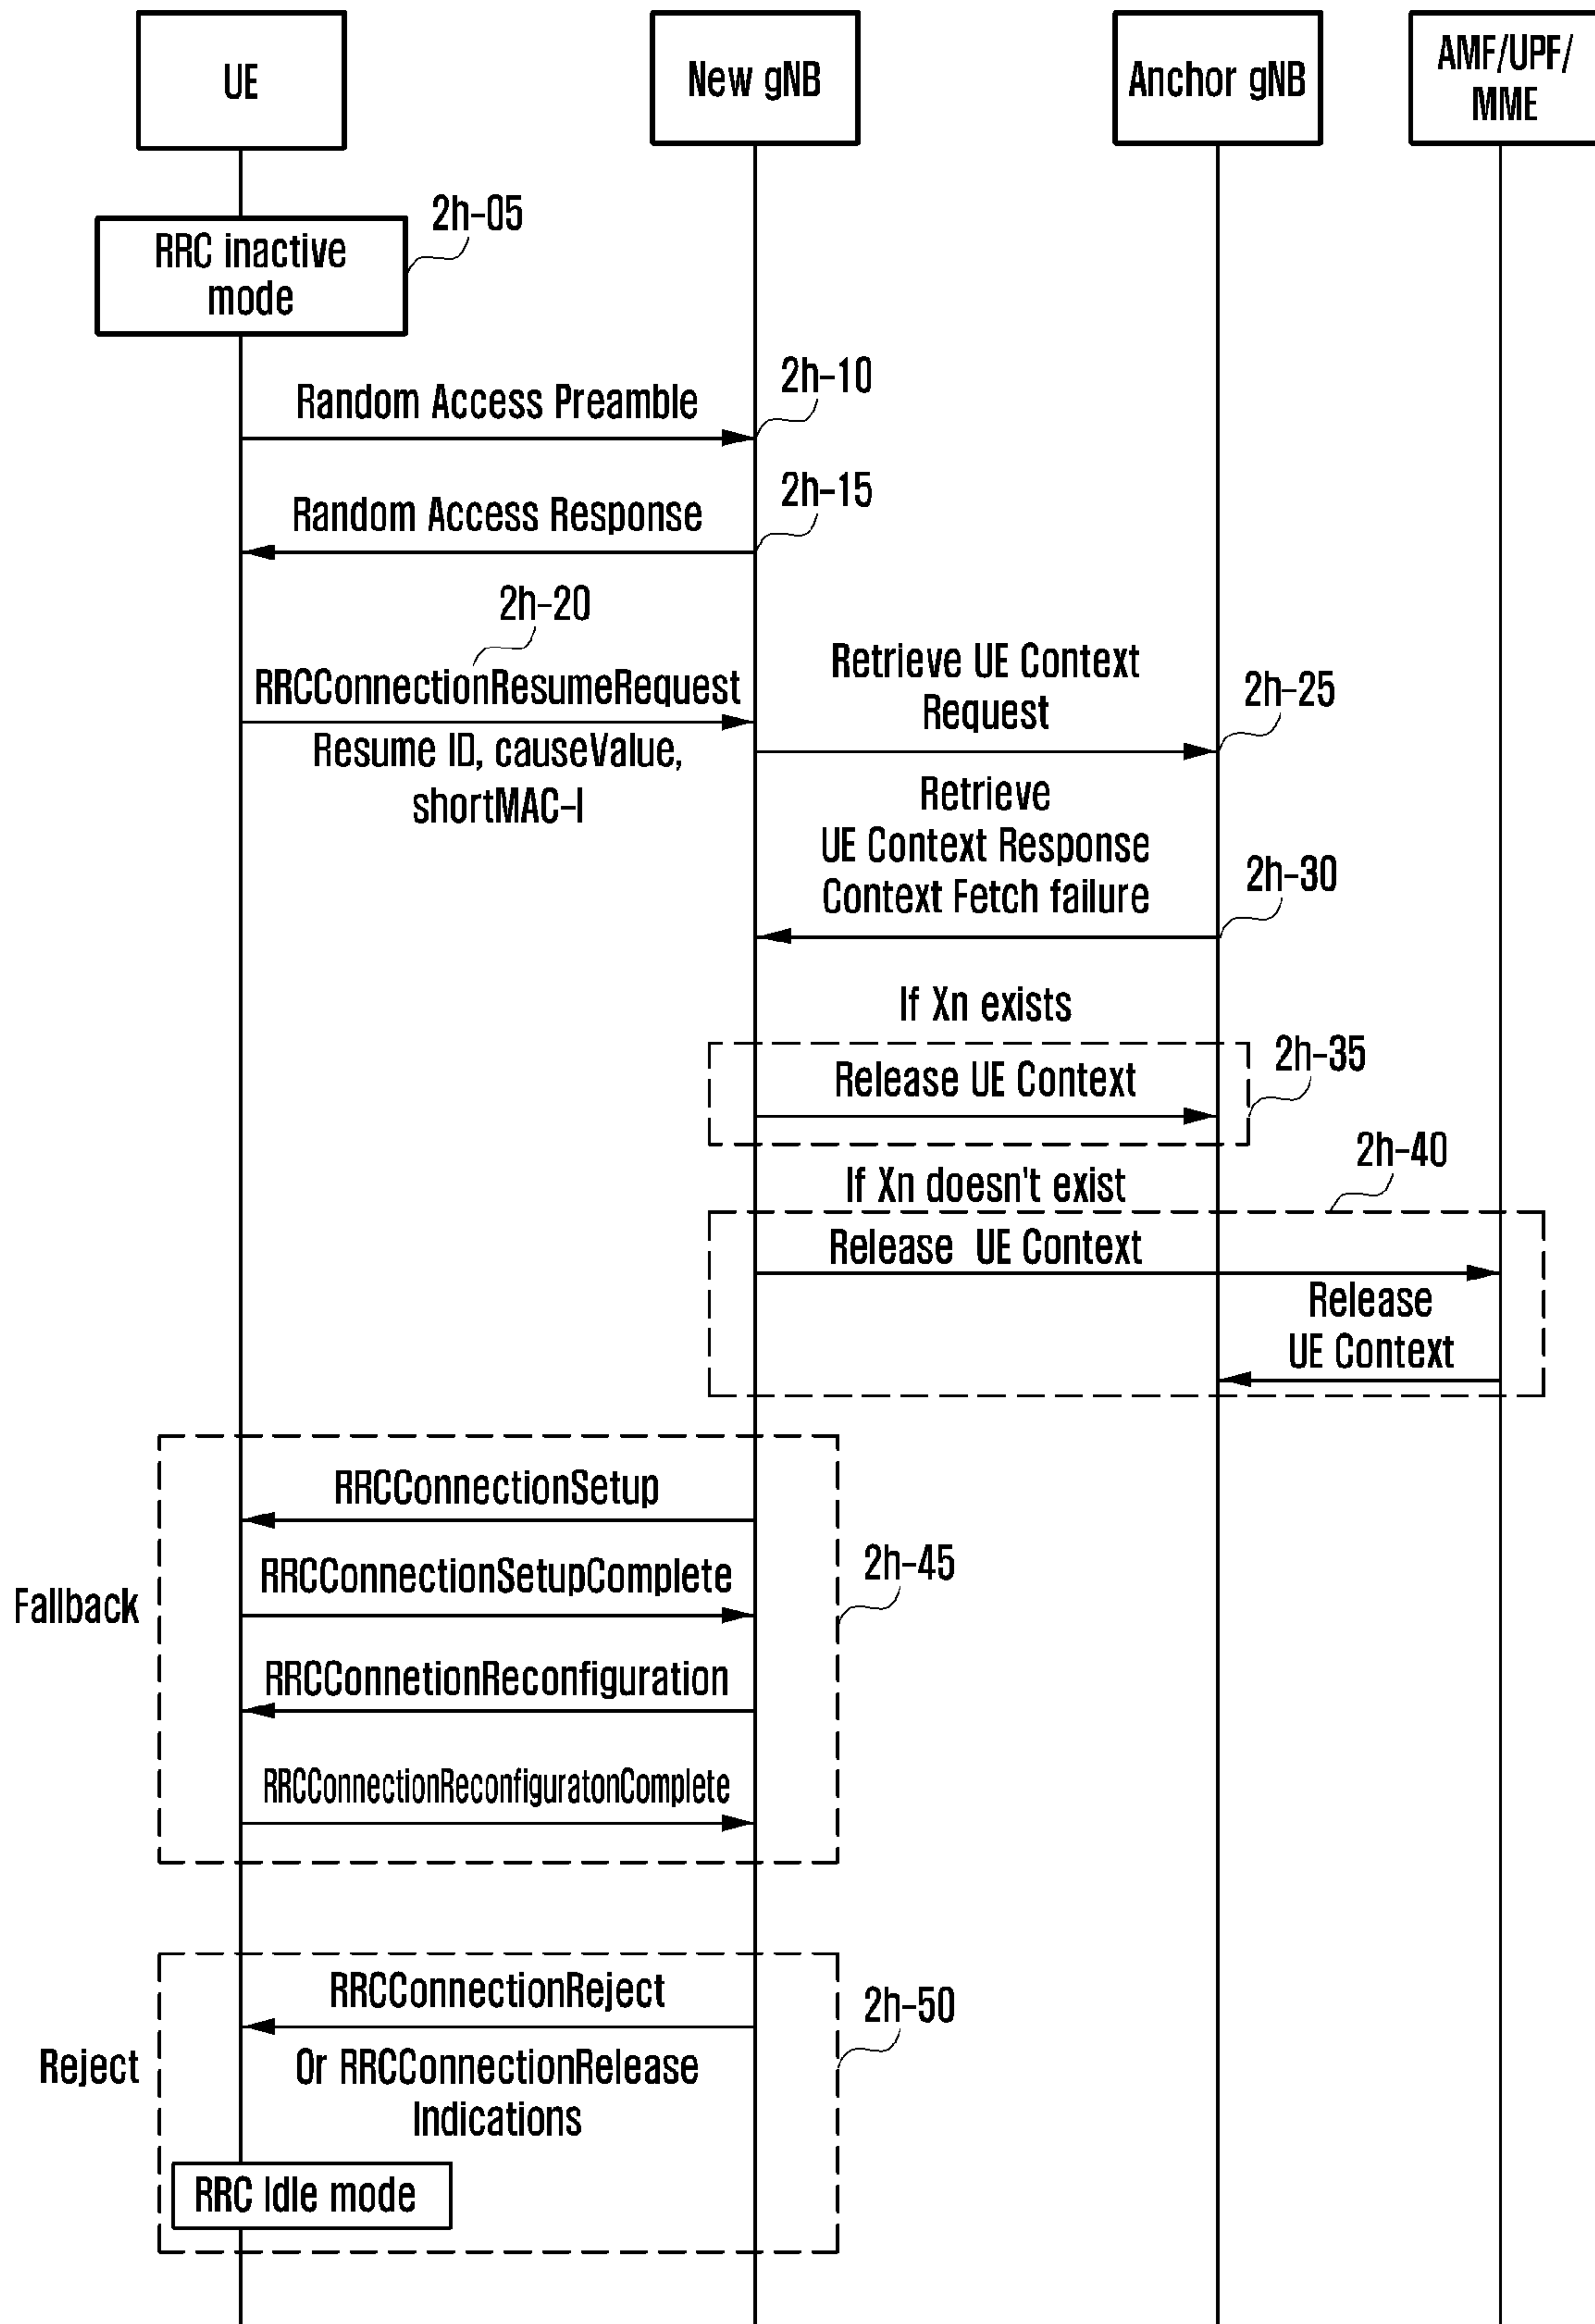 UE
New gNB
Anchor gNB
AMF/UPF/
MME
2h-05
RRC inactive
mode
2h-10
Random Access Preamble
2h-15
Random Access Response
2h-20
RRCConnectionResumeRequest
Resume ID, causeValue,
shortMAC-I
Retrieve UE Context
Request
2h-25
Retrieve
UE Context Response
Context Fetch failure
2h-30
If Xn exists
2h-35
Release UE Context
2h-40
If Xn doesn't exist
Release UE Context
Release
UE Context
Fallback
RRCConnectionSetup
RRCConnectionSetupComplete
2h-45
RRCConnetionReconfiguration
RRCConnectionReconfiguratonComplete
Reject
RRCConnectionReject
2h-50
Or RRCConnectionRelease
Indications
RRC Idle mode